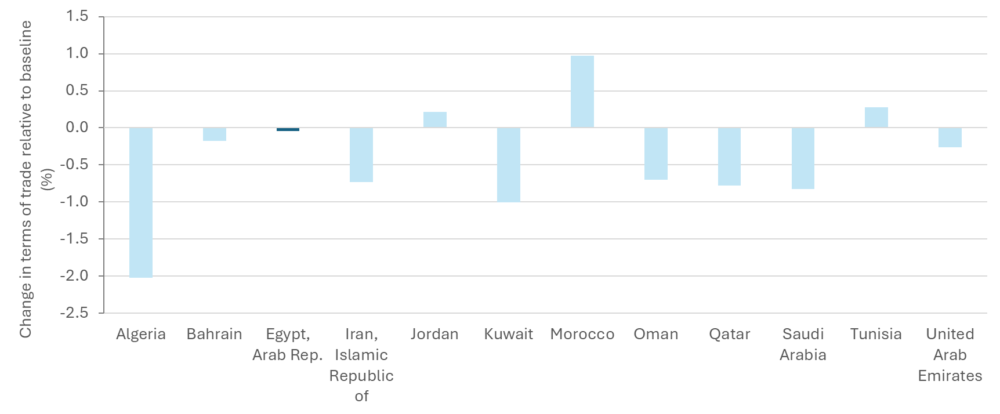 Change in terms of trade relative to baseline
(%)
1.5
1.0
0.5
0.0
-0.5
-1.0
-1.5
-2.0
-2.5
Algeria
Bahrain
Egypt,
Arab Rep.
Iran,
Islamic
Republic
of
Jordan
Kuwait
Morocco
Oman
Qatar
Saudi
Arabia
Tunisia
United
Arab
Emirates